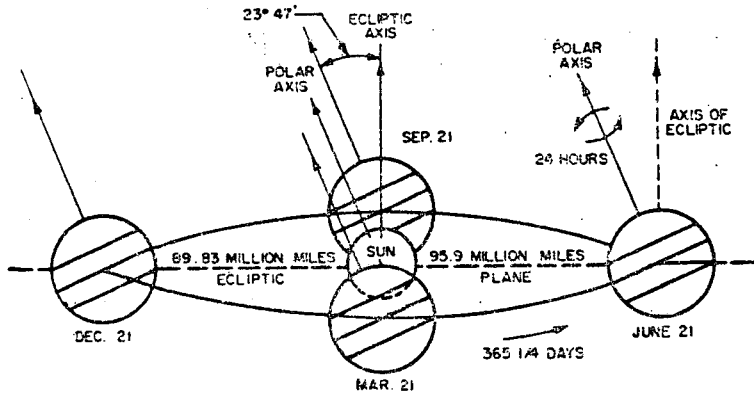 23° 47'
ECLIPTIC
AXIS
POLAR
AXIS
POLAR
AXIS
AXIS OF
ECLIPTIC
SEP. 21
24 HOURS
89.83 MILLION MILES
SUN
95.9 MILLION MILES
ECLIPTIC
PLANE
DEC. 21
JUNE 21
365 1/4 DAYS
MAR. 21